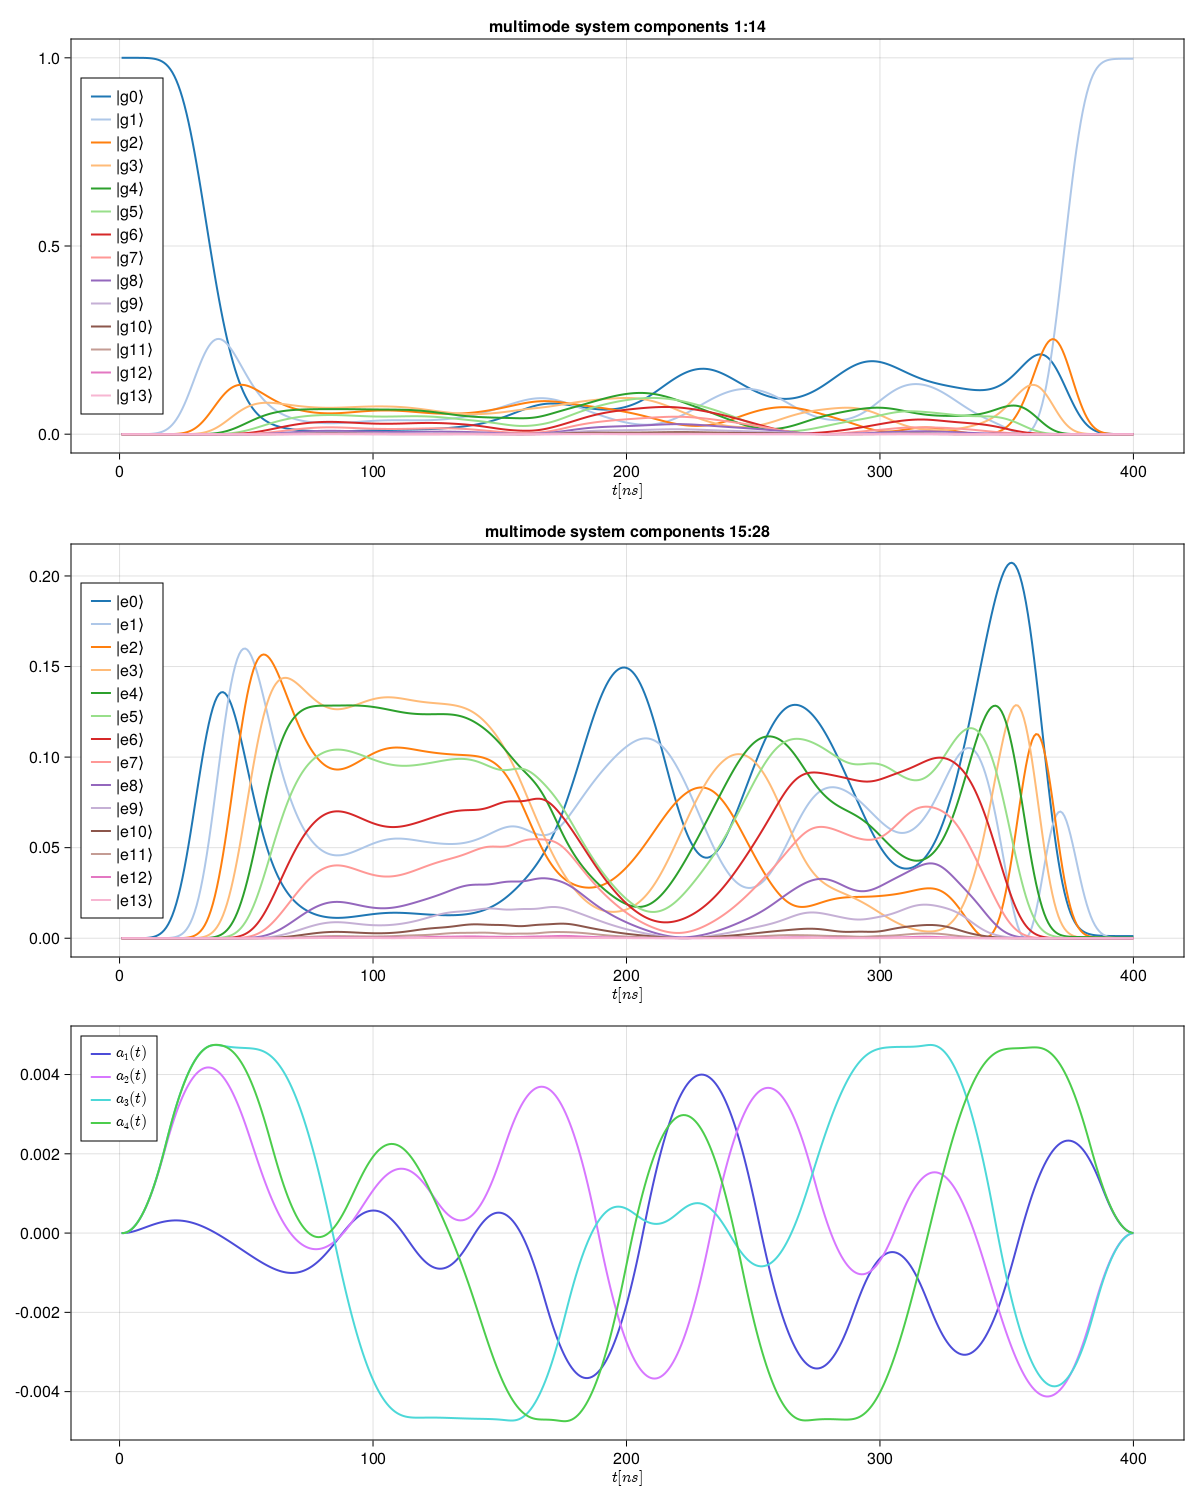 multimode system components 1:14
1.0
0.5
0.0
|g0⟩
|g1⟩
|g2⟩
|g3⟩
|g4⟩
|g5⟩
|g6⟩
|g7⟩
|g8⟩
|g9⟩
|g10⟩
|g11⟩
|g12⟩
|g13⟩
0 100 200 300 400
t[ns]
multimode system components 15:28
0.20
0.15
0.10
0.05
0.00
|e0⟩
|e1⟩
|e2⟩
|e3⟩
|e4⟩
|e5⟩
|e6⟩
|e7⟩
|e8⟩
|e9⟩
|e10⟩
|e11⟩
|e12⟩
|e13⟩
0 100 200 300 400
t[ns]
0.004
0.002
0.000
-0.002
-0.004
a₁(t)
a₂(t)
a₃(t)
a₄(t)
0 100 200 300 400
t[ns]